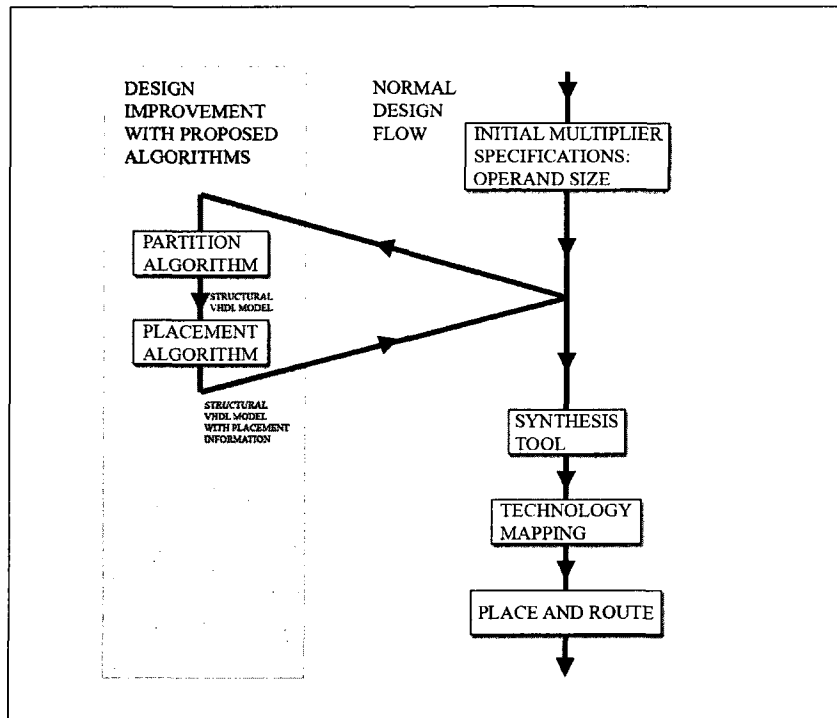 DESIGN
IMPROVEMENT
WITH PROPOSED
ALGORITHMS
NORMAL
DESIGN
FLOW
INITIAL MULTIPLIER
SPECIFICATIONS:
OPERAND SIZE
PARTITION
ALGORITHM
STRUCTURAL
VHDL MODEL
PLACEMENT
ALGORITHM
STRUCTURAL
VHDL MODEL
WITH PLACEMENT
INFORMATION
SYNTHESIS
TOOL
TECHNOLOGY
MAPPING
PLACE AND ROUTE